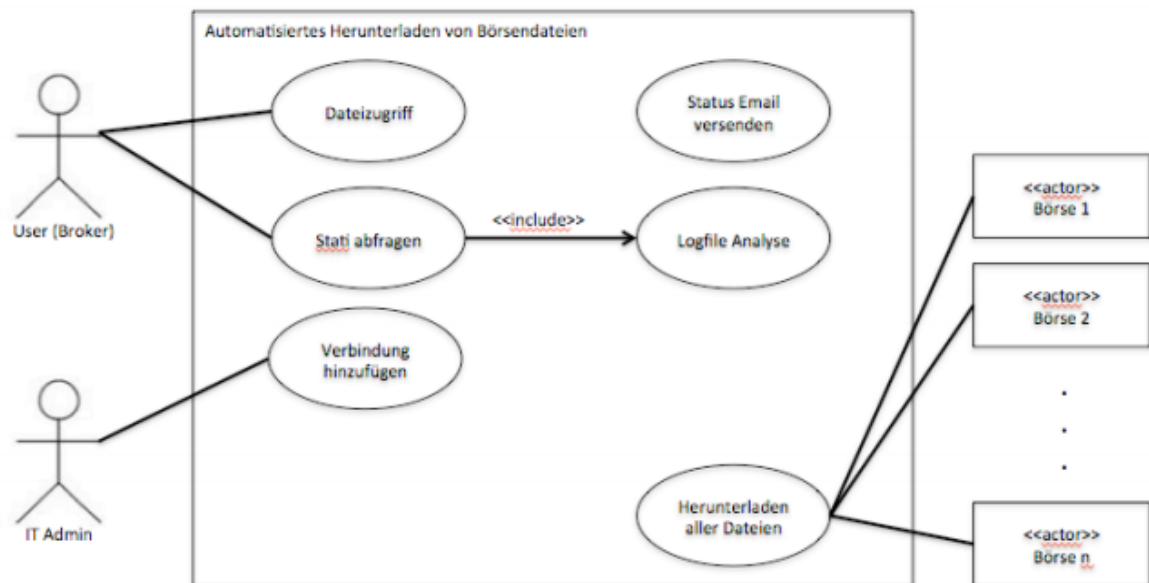 Automatisiertes Herunterladen von Börsendateien
Dateizugriff
Status Email
versenden
User (Broker)
Stati abfragen
<<include>>
Logfile Analyse
<<actor>>
Börse 1
<<actor>>
Börse 2
Verbindung
hinzufügen
IT Admin
Herunterladen
aller Dateien
<<actor>>
Börse n